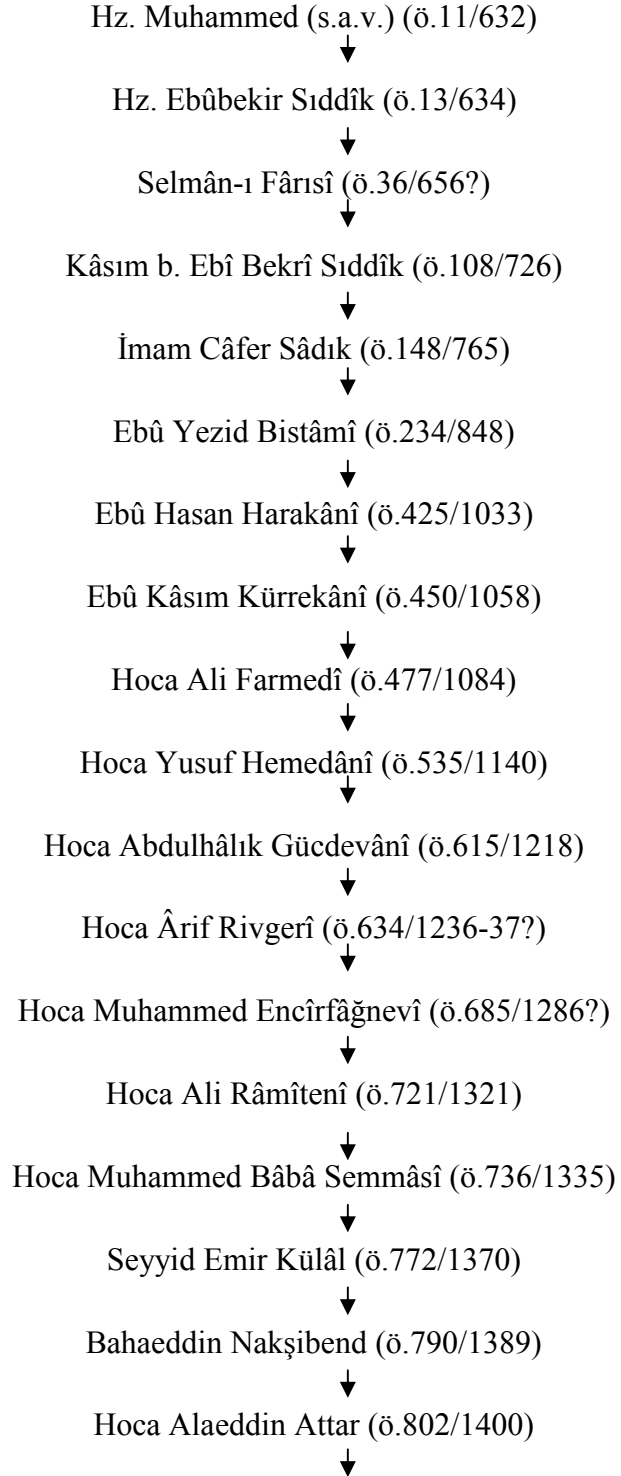 Hz. Muhammed (s.a.v.) (ö.11/632)
Hz. Ebûbekir Sıddîk (ö.13/634)
Selmân-ı Fârısî (ö.36/656?)
Kâsım b. Ebî Bekrî Sıddîk (ö.108/726)
İmam Câfer Sâdık (ö.148/765)
Ebû Yezid Bistâmî (ö.234/848)
Ebû Hasan Harakânî (ö.425/1033)
Ebû Kâsım Kürrekânî (ö.450/1058)
Hoca Ali Farmedî (ö.477/1084)
Hoca Yusuf Hemedânî (ö.535/1140)
Hoca Abdulhâlık Gücdevânî (ö.615/1218)
Hoca Ârif Rivgerî (ö.634/1236-37?)
Hoca Muhammed Encîrfâğnevî (ö.685/1286?)
Hoca Ali Râmîtenî (ö.721/1321)
Hoca Muhammed Bâbâ Semmâsî (ö.736/1335)
Seyyid Emir Külâl (ö.772/1370)
Bahaeddin Nakşibend (ö.790/1389)
Hoca Alaeddin Attar (ö.802/1400)